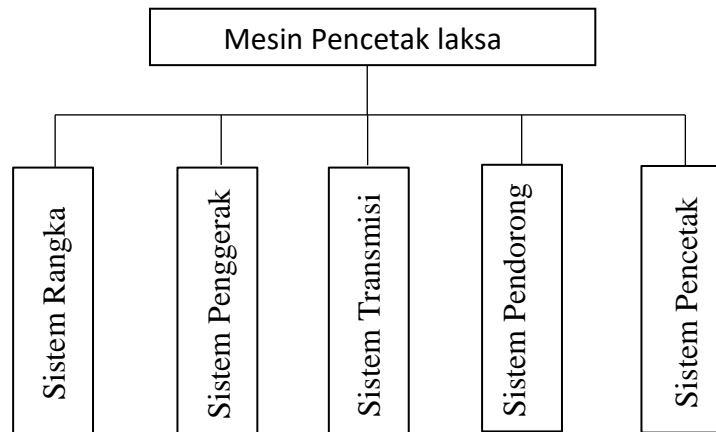 Mesin Pencetak laksa
Sistem Rangka
Sistem Penggerak
Sistem Transmisi
Sistem Pendorong
Sistem Pencetak